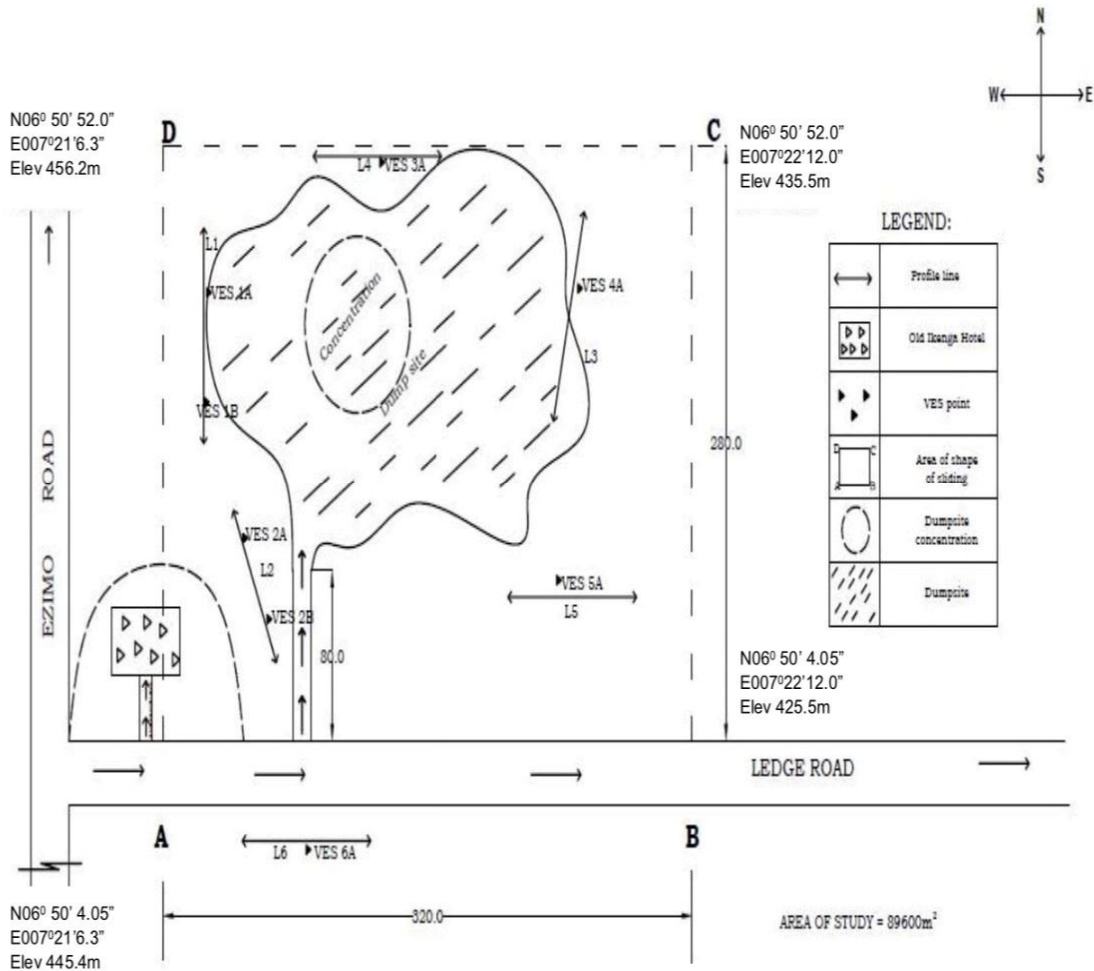 N
W E
S
N06⁰ 50' 52.0"
E007⁰21'6.3"
Elev 456.2m
D
C
N06⁰ 50' 52.0"
E007⁰22'12.0"
Elev 435.5m
L4 VES 3A
L1
VES 1A
VES 4A
Concentration
Dump site
L3
VES 1B
280.0
EZIMO ROAD
VES 2A
L2
VES 2B
VES 5A
L5
80.0
LEGEND:
Profile line
Old Ikenga Hotel
VES point
D C
A B
Area of shape
of sliding
Dumpsite
concentration
Dumpsite
N06⁰ 50' 4.05"
E007⁰22'12.0"
Elev 425.5m
LEDGE ROAD
A
B
L6 VES 6A
320.0
AREA OF STUDY = 89600m²
N06⁰ 50' 4.05"
E007⁰21'6.3"
Elev 445.4m